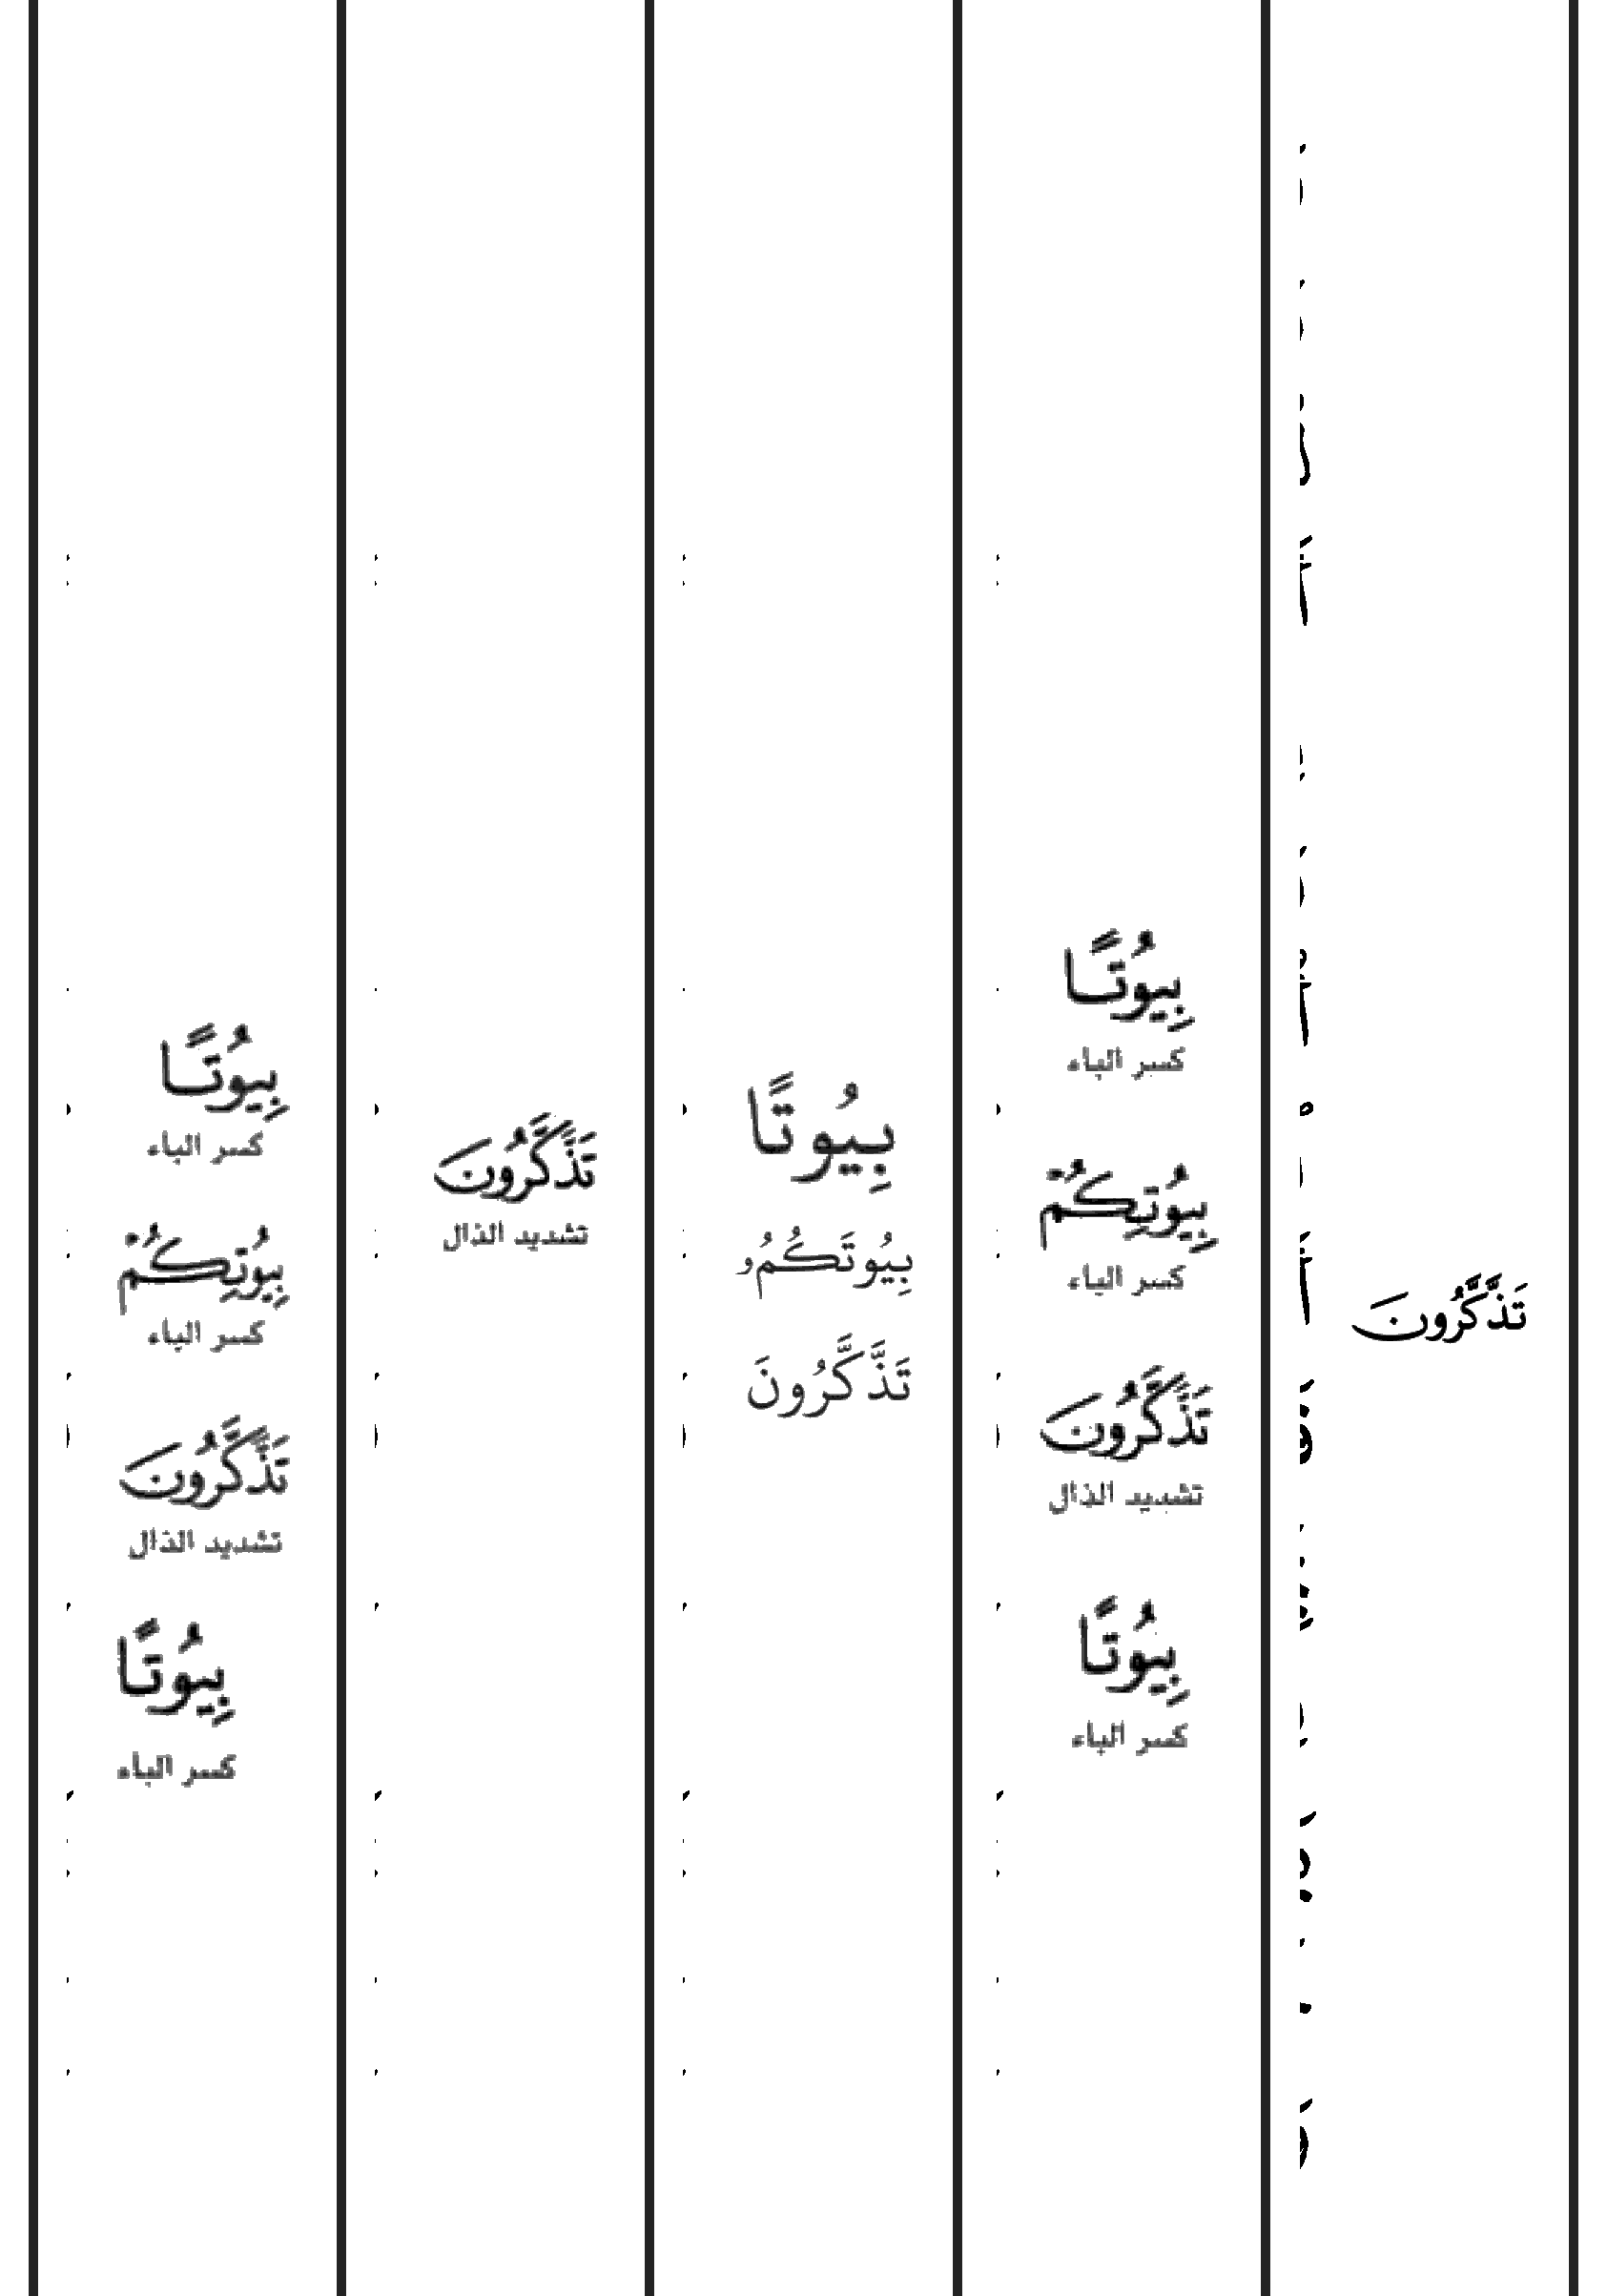 تَذَّكَّرُونَ
بِيُوتًا
كسر الباء
بِيُوتِكُمْ
كسر الباء
تَذَّكَّرُونَ
تشديد الذال
بِيُوتًا
كسر الباء
بِيُوتًا
بِيُوتَكُمُو
تَذَّكَّرُونَ
تَذَّكَّرُونَ
تشديد الذال
بِيُوتًا
كسر الباء
بِيُوتِكُمْ
كسر الباء
تَذَّكَّرُونَ
تشديد الذال
بِيُوتًا
كسر الباء